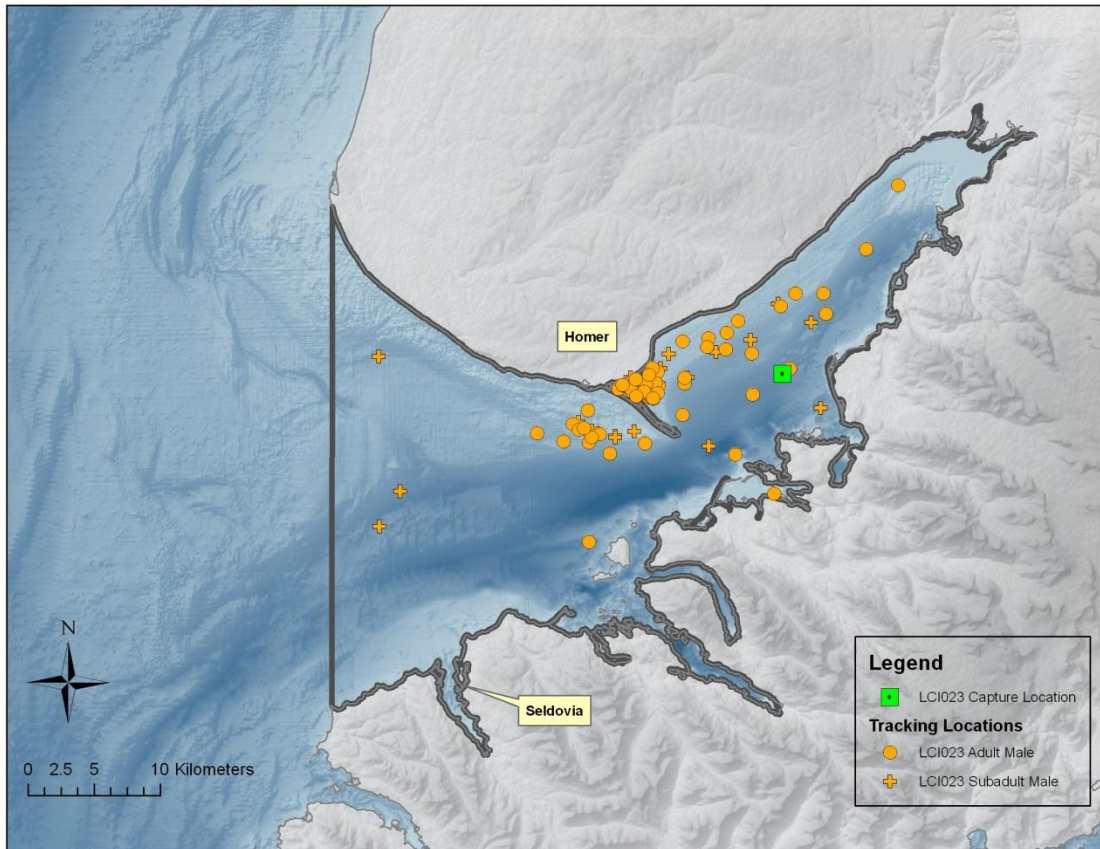 Homer
Seldovia
N
0 2.5 5 10 Kilometers
Legend
LCI023 Capture Location
Tracking Locations
LCI023 Adult Male
LCI023 Subadult Male